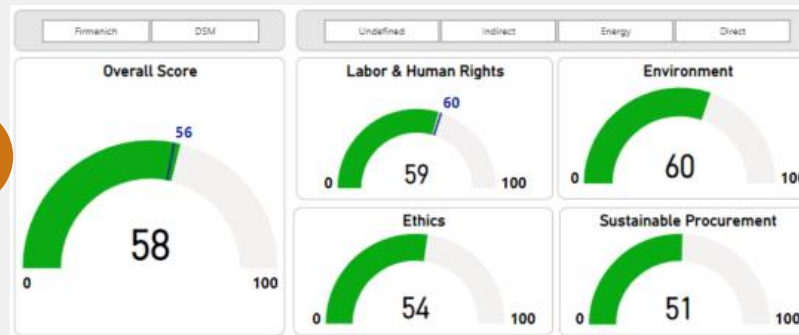 Firmenich DSM
Undefined Indirect Energy Direct
Overall Score
56
58
0 100
Labor & Human Rights
60
59
0 100
Environment
60
0 100
Ethics
54
0 100
Sustainable Procurement
51
0 100